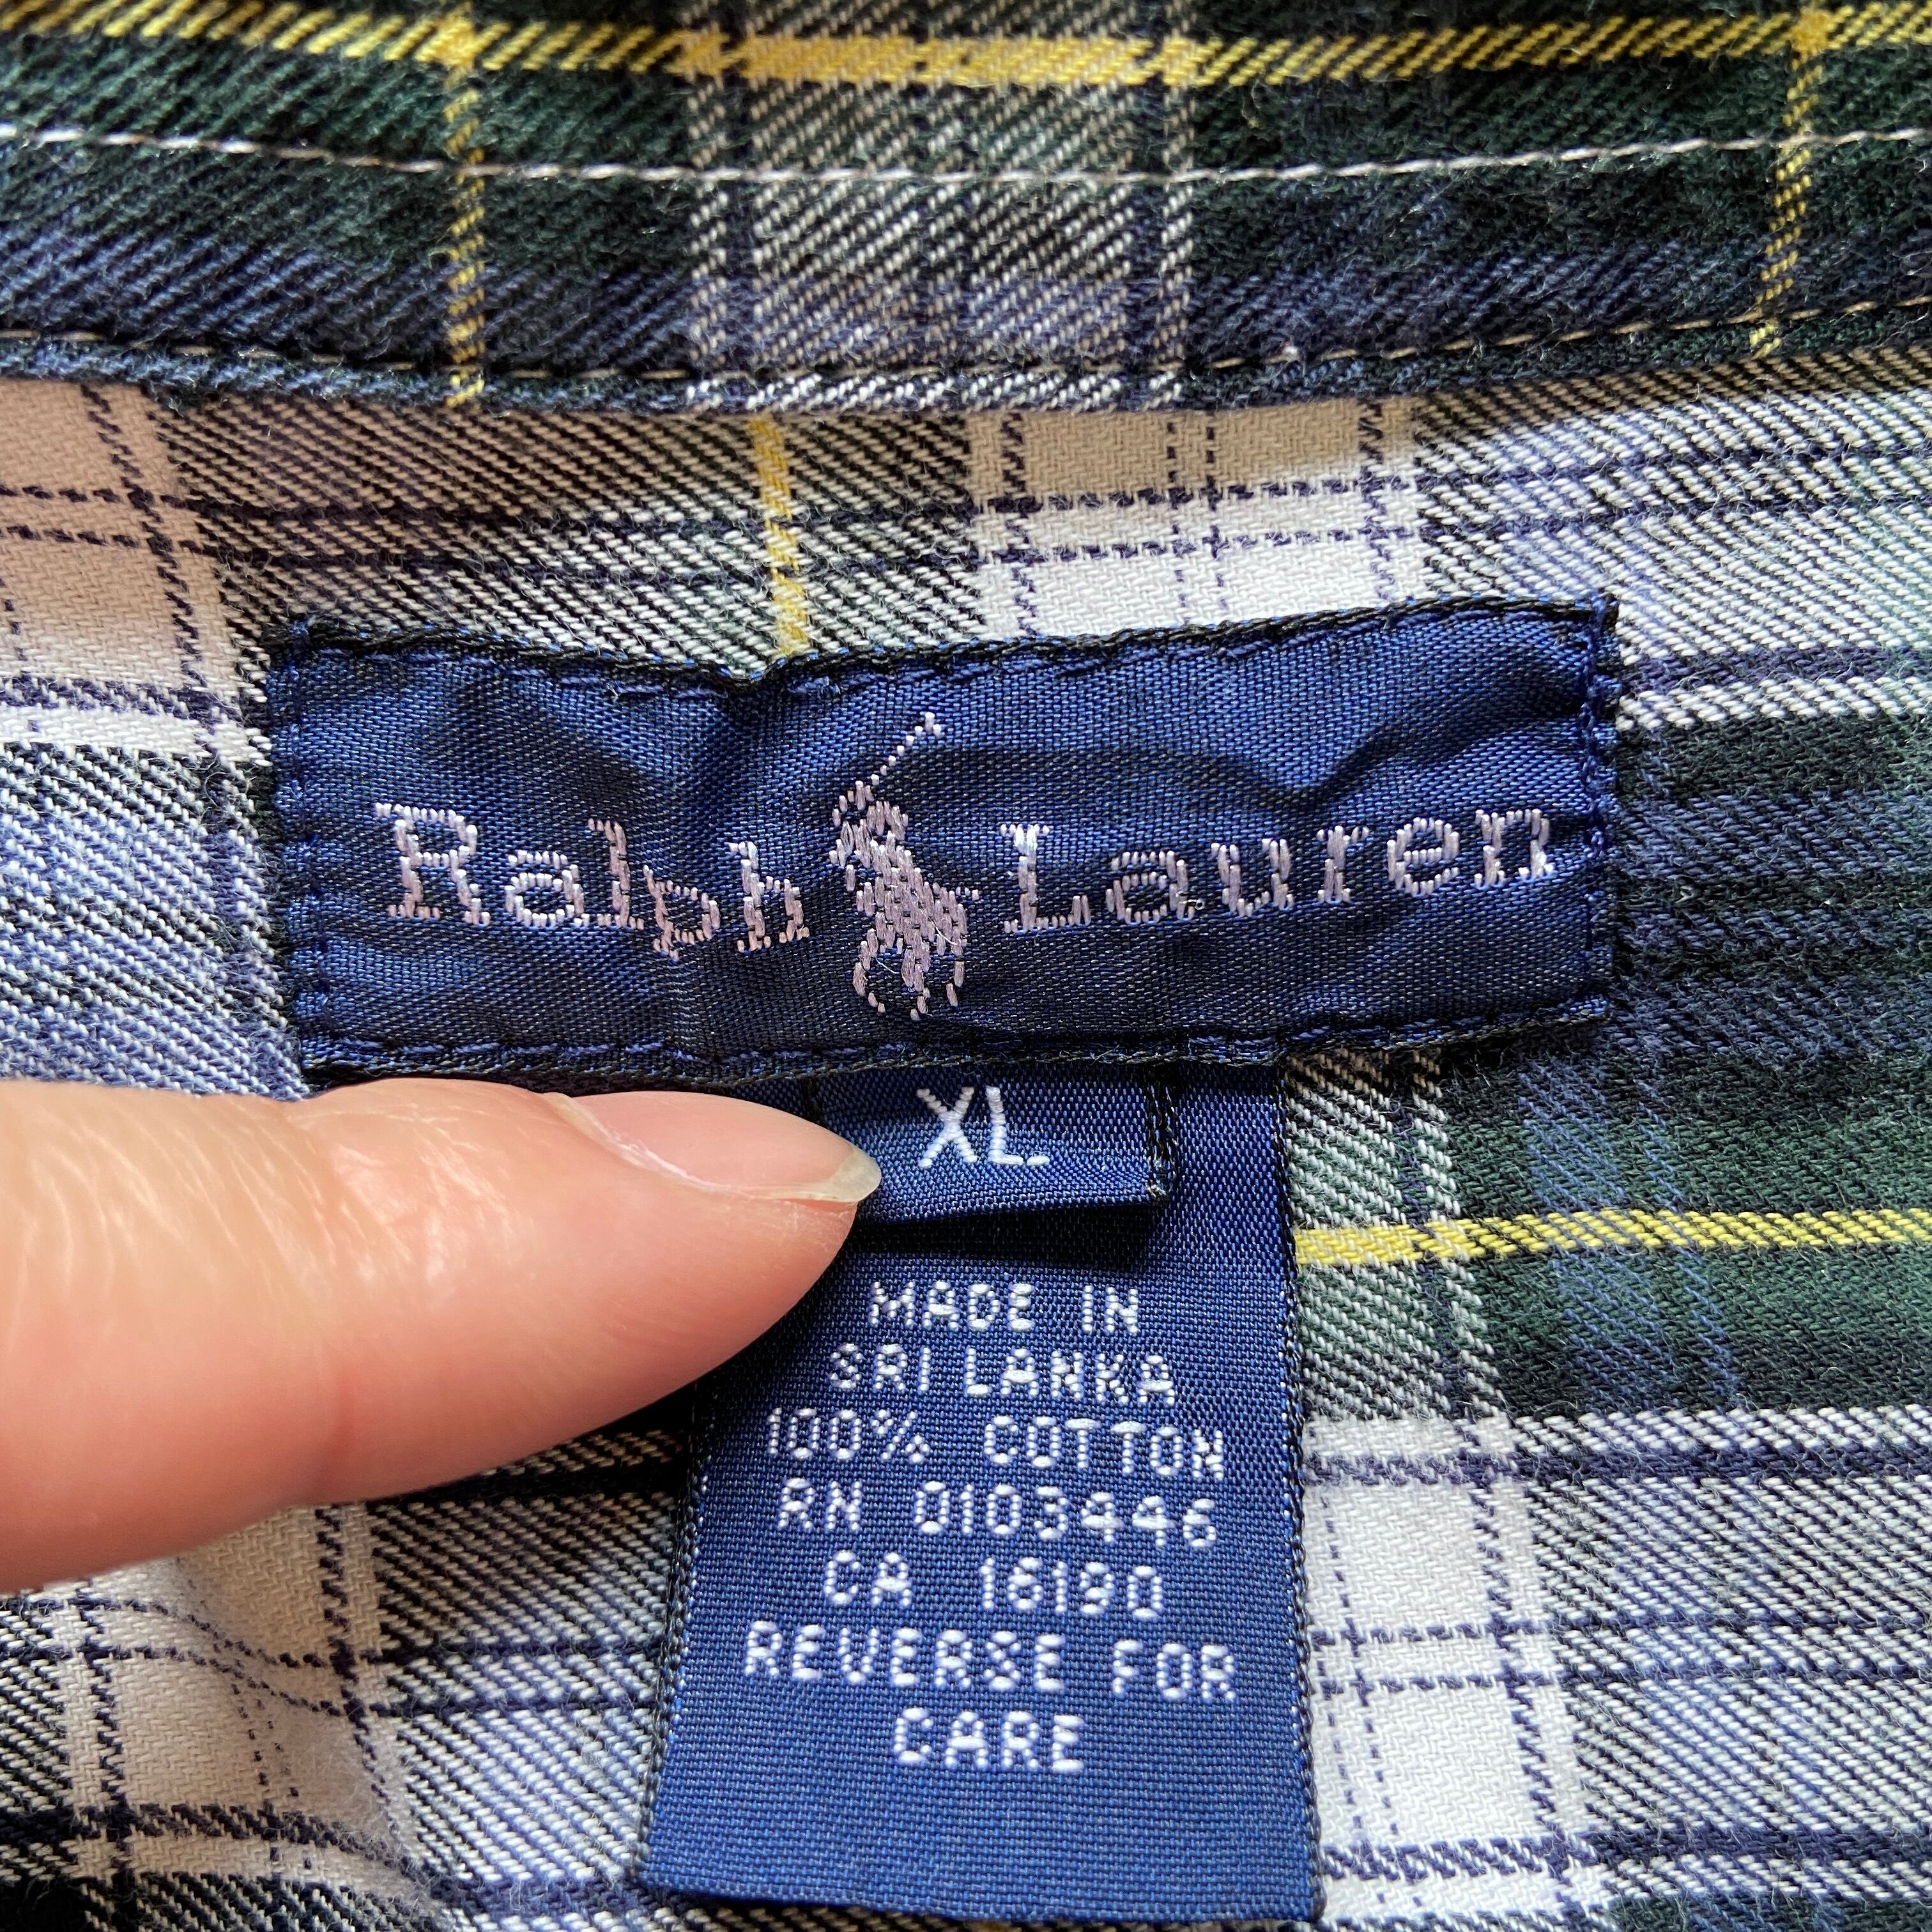 Ralph Lauren
XL
MADE IN
SRI LANKA
100% COTTON
RN 0103446
CA 16190
REVERSE FOR
CARE